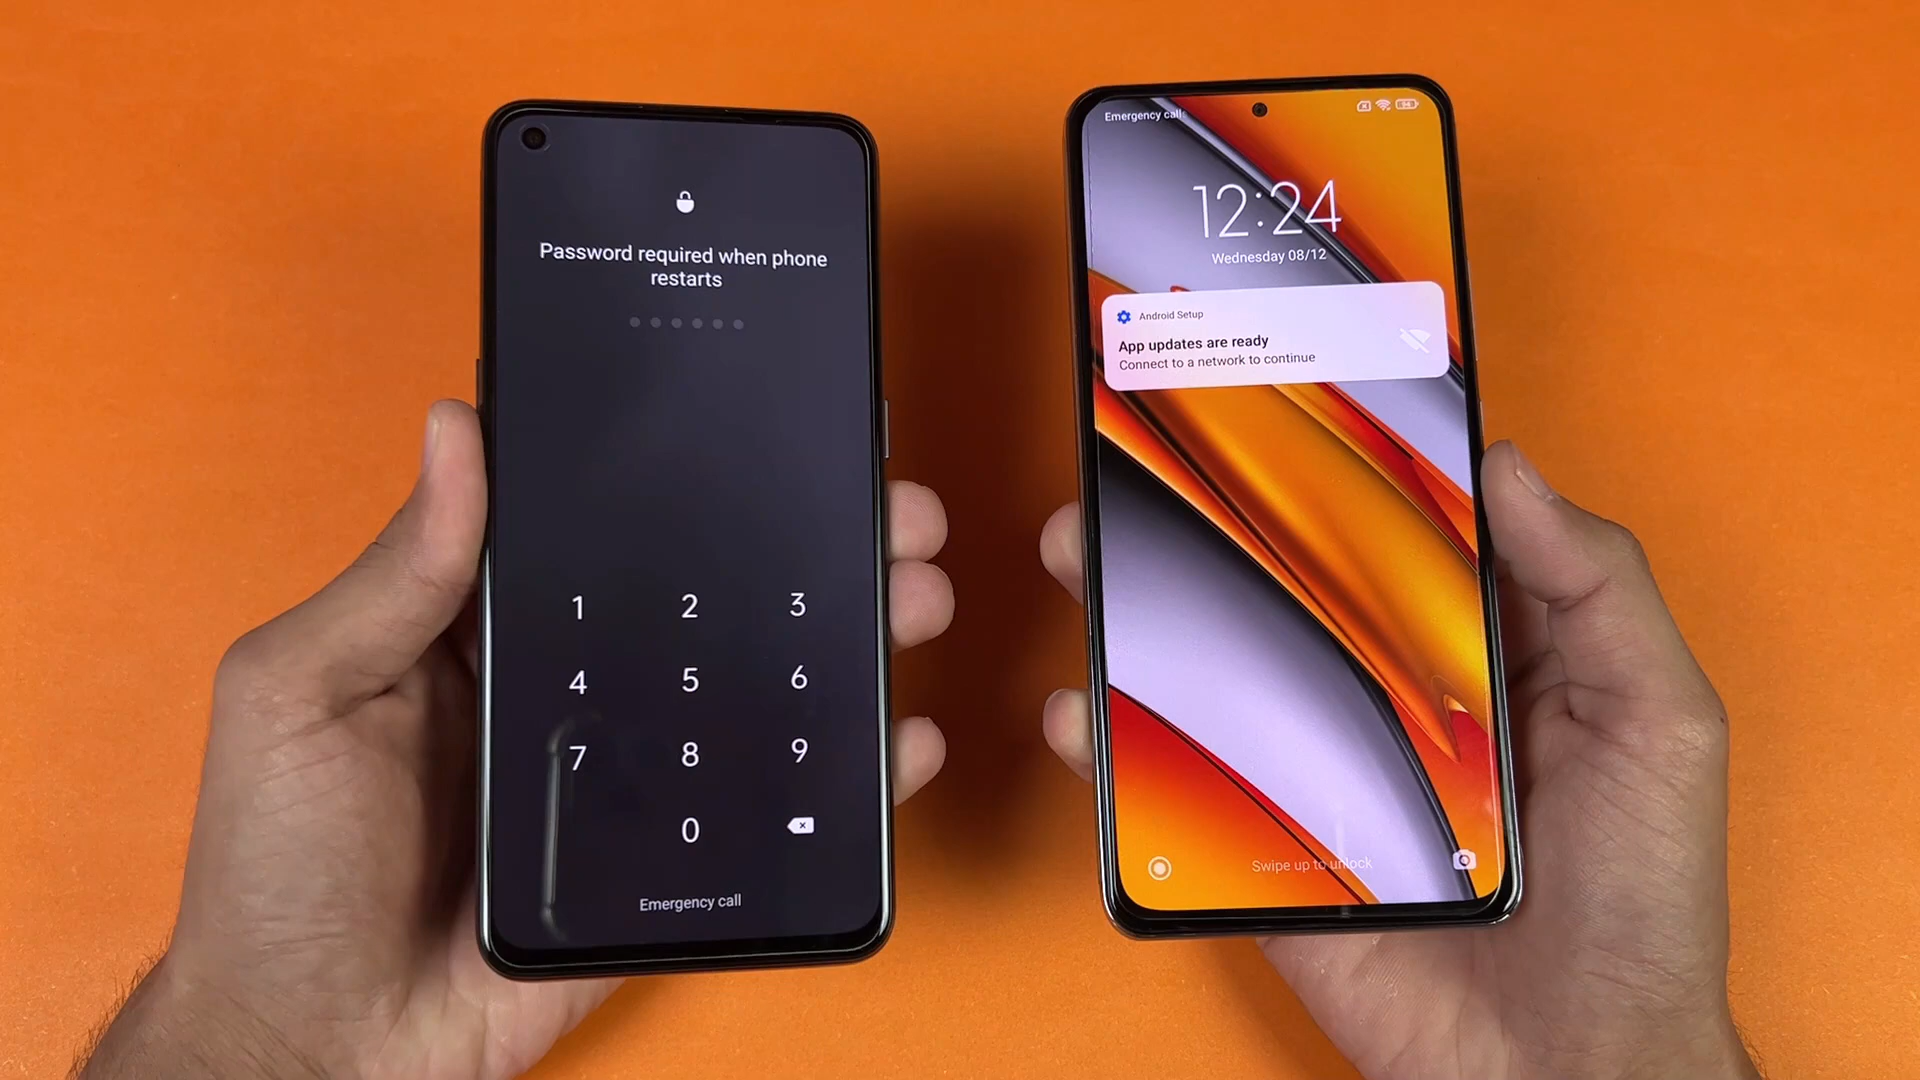 Password required when phone
restarts
1 2 3
4 5 6
7 8 9
0
Emergency call
Emergency call
94
12:24
Wednesday 08/12
Android Setup
App updates are ready
Connect to a network to continue
Swipe up to unlock